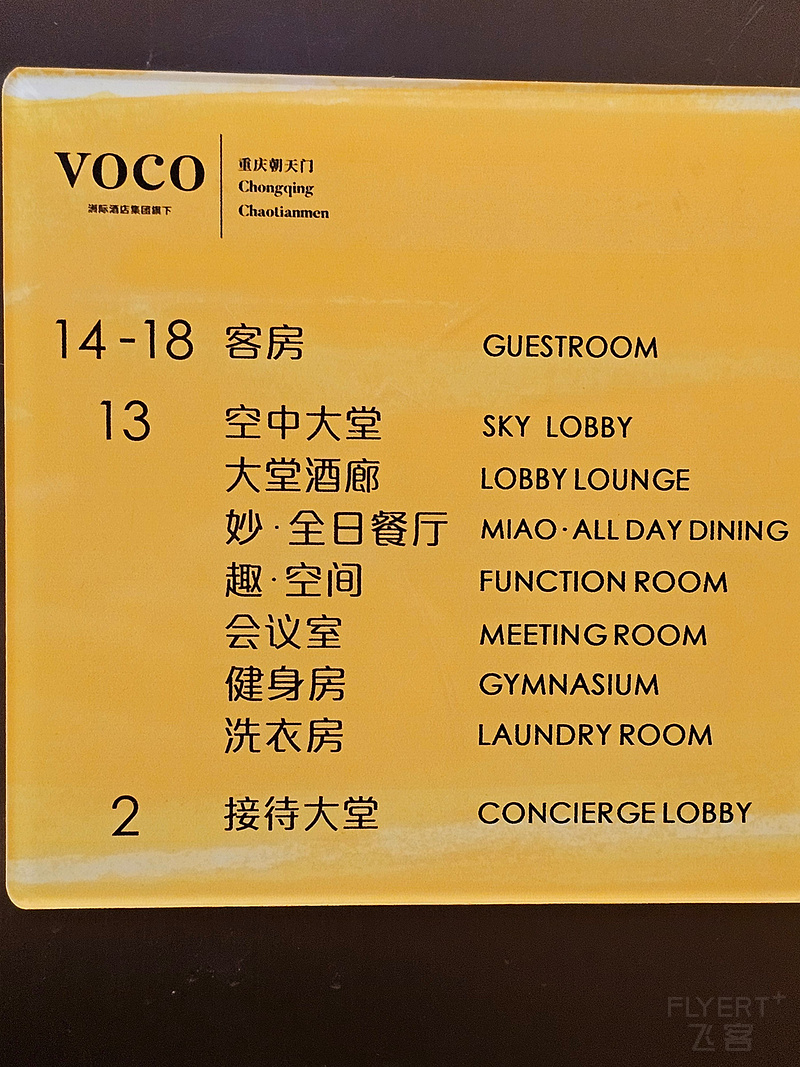 voco
洲际酒店集团旗下
重庆朝天门
Chongqing
Chaotianmen
14-18 客房 GUESTROOM
13 空中大堂 SKY LOBBY
大堂酒廊 LOBBY LOUNGE
妙·全日餐厅 MIAO·ALL DAY DINING
趣·空间 FUNCTION ROOM
会议室 MEETING ROOM
健身房 GYMNASIUM
洗衣房 LAUNDRY ROOM
2 接待大堂 CONCIERGE LOBBY
FLYERT+
飞客